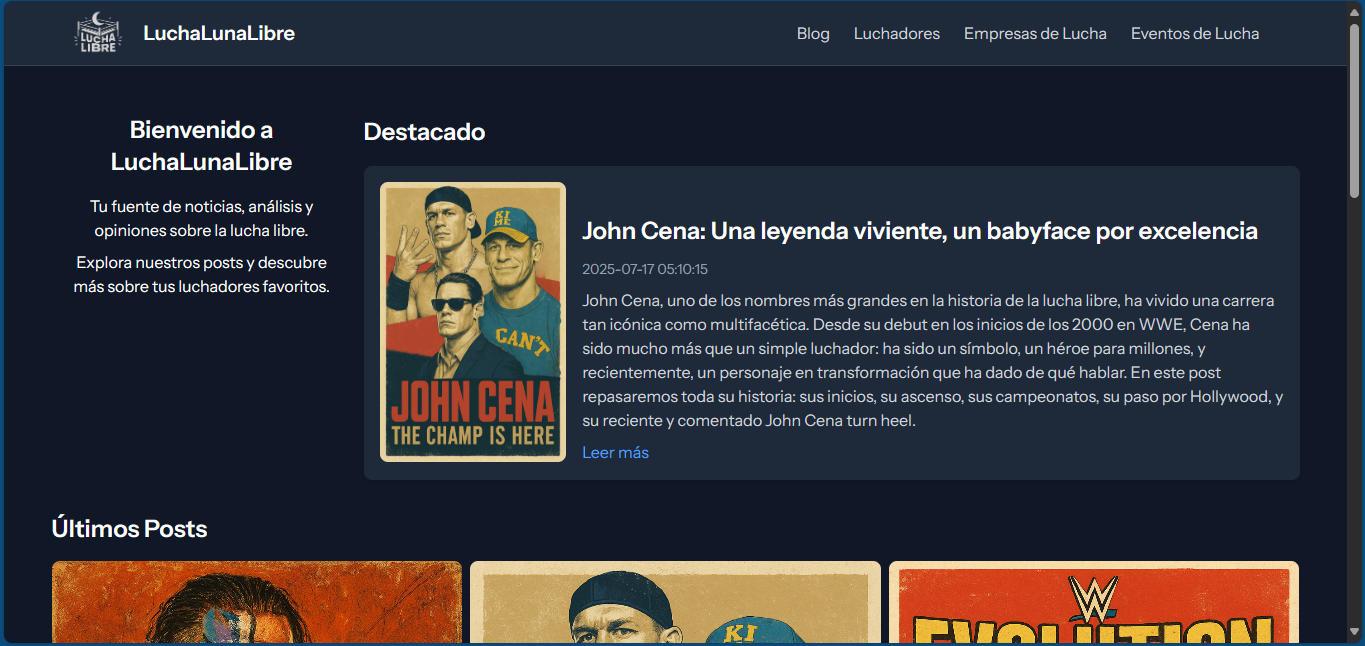 LUCHA
LIBRE
LuchaLunaLibre
Blog
Luchadores
Empresas de Lucha
Eventos de Lucha
Bienvenido a
LuchaLunaLibre
Tu fuente de noticias, análisis y
opiniones sobre la lucha libre.
Explora nuestros posts y descubre
más sobre tus luchadores favoritos.
Destacado
KI
ME
CAN'T
JOHN CENA
THE CHAMP IS HERE
John Cena: Una leyenda viviente, un babyface por excelencia
2025-07-17 05:10:15
John Cena, uno de los nombres más grandes en la historia de la lucha libre, ha vivido una carrera
tan icónica como multifacética. Desde su debut en los inicios de los 2000 en WWE, Cena ha
sido mucho más que un simple luchador: ha sido un símbolo, un héroe para millones, y
recientemente, un personaje en transformación que ha dado de qué hablar. En este post
repasaremos toda su historia: sus inicios, su ascenso, sus campeonatos, su paso por Hollywood, y
su reciente y comentado John Cena turn heel.
Leer más
Últimos Posts
KI
W
EVOLUTION